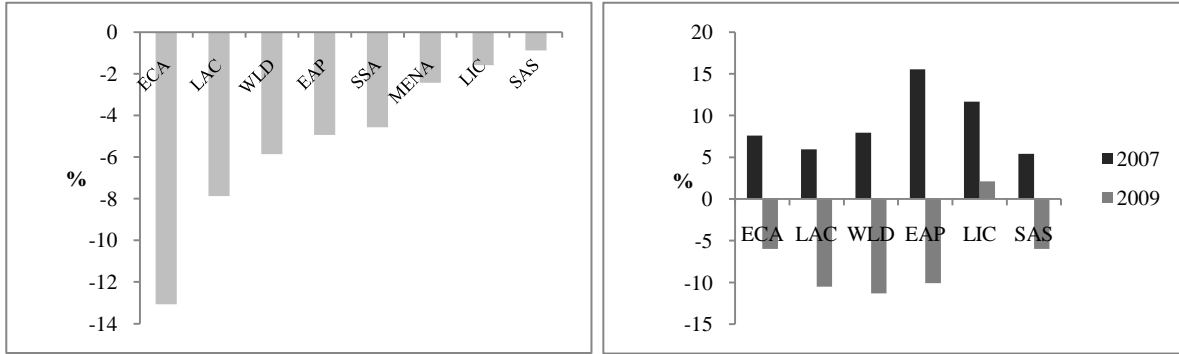 0
-2
-4
-6
-8
-10
-12
-14
%
ECA
LAC
WLD
EAP
SSA
MENA
LIC
SAS
20
15
10
5
0
-5
-10
-15
%
ECA LAC WLD EAP LIC SAS
2007
2009